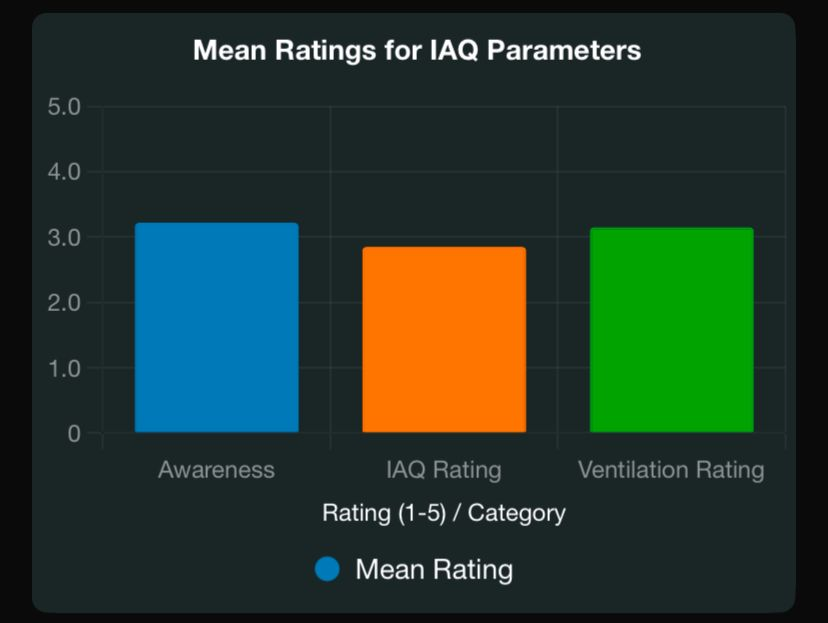 Mean Ratings for IAQ Parameters
5.0
4.0
3.0
2.0
1.0
0
Awareness IAQ Rating Ventilation Rating
Rating (1-5) / Category
Mean Rating